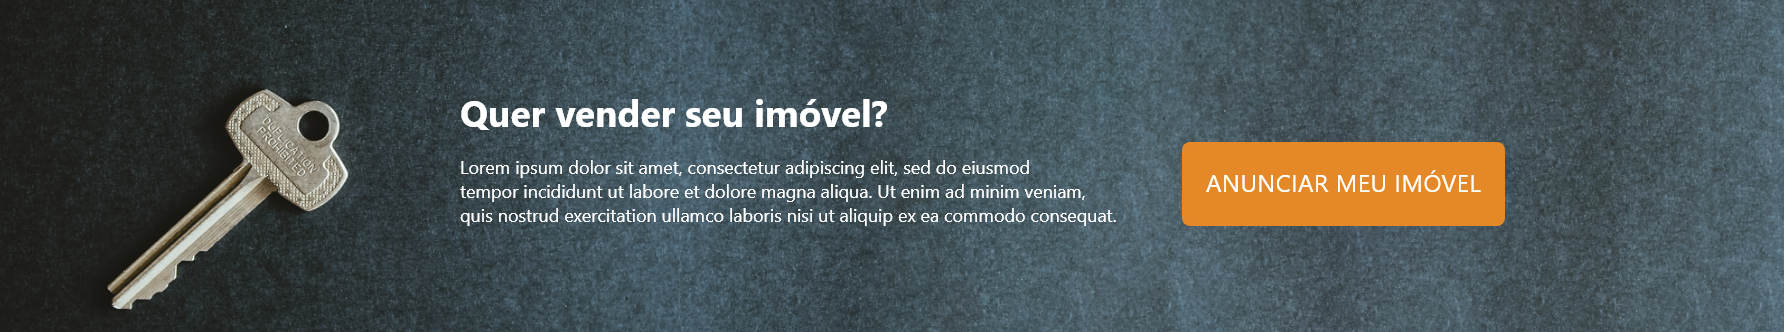 DUPLICATION
PROHIBITED
Quer vender seu imóvel?
Lorem ipsum dolor sit amet, consectetur adipiscing elit, sed do eiusmod
tempor incididunt ut labore et dolore magna aliqua. Ut enim ad minim veniam,
quis nostrud exercitation ullamco laboris nisi ut aliquip ex ea commodo consequat.
ANUNCIAR MEU IMÓVEL